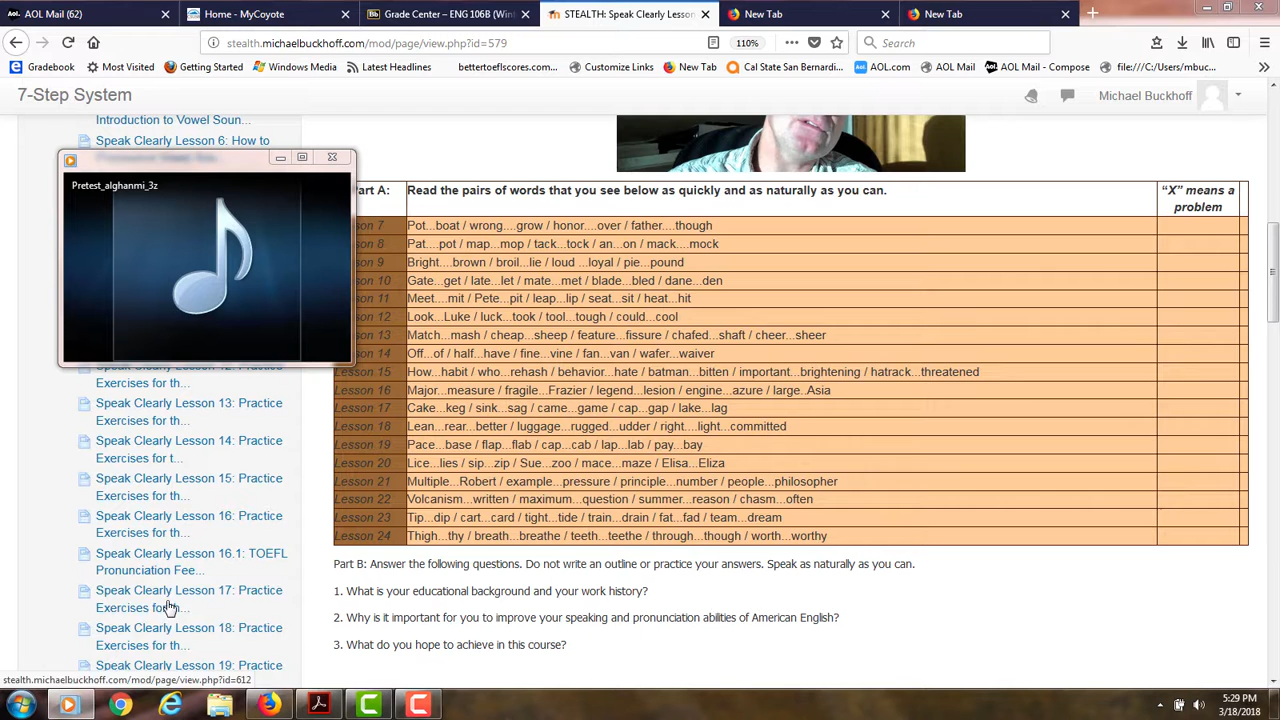 AOL Mail (62)
Home - MyCoyote
Grade Center – ENG 106B (Win
STEALTH: Speak Clearly Lesson
New Tab
New Tab
stealth.michaelbuckhoff.com/mod/page/view.php?id=579
110%
Search
Gradebook
Most Visited
Getting Started
Windows Media
Latest Headlines
bettertoeflscores.com...
Customize Links
New Tab
Cal State San Bernardi...
AOL.com
AOL Mail
AOL Mail - Compose
file:///C:/Users/mbuc...
7-Step System
Michael Buckhoff
Introduction to Vowel Soun...
Speak Clearly Lesson 6: How to
Pretest_alghanmi_3z
Exercises for th...
Speak Clearly Lesson 13: Practice
Exercises for th...
Speak Clearly Lesson 14: Practice
Exercises for t...
Speak Clearly Lesson 15: Practice
Exercises for th...
Speak Clearly Lesson 16: Practice
Exercises for th...
Speak Clearly Lesson 16.1: TOEFL
Pronunciation Fee...
Speak Clearly Lesson 17: Practice
Exercises for th...
Speak Clearly Lesson 18: Practice
Exercises for th...
Speak Clearly Lesson 19: Practice
stealth.michaelbuckhoff.com/mod/page/view.php?id=612
Part A: Read the pairs of words that you see below as quickly and as naturally as you can. “X” means a
problem
son 7 Pot...boat / wrong....grow / honor....over / father....though
son 8 Pat....pot / map...mop / tack...tock / an...on / mack....mock
son 9 Bright....brown / broil...lie / loud ...loyal / pie...pound
son 10 Gate...get / late...let / mate...met / blade...bled / dane...den
son 11 Meet....mit / Pete...pit / leap...lip / seat...sit / heat...hit
son 12 Look...Luke / luck...took / tool...tough / could...cool
son 13 Match...mash / cheap...sheep / feature...fissure / chafed...shaft / cheer...sheer
son 14 Off...of / half...have / fine...vine / fan...van / wafer...waiver
Lesson 15 How...habit / who...rehash / behavior...hate / batman...bitten / important...brightening / hatrack...threatened
Lesson 16 Major...measure / fragile...Frazier / legend...lesion / engine...azure / large..Asia
Lesson 17 Cake...keg / sink...sag / came...game / cap...gap / lake...lag
Lesson 18 Lean...rear...better / luggage...rugged...udder / right....light...committed
Lesson 19 Pace...base / flap...flab / cap...cab / lap...lab / pay...bay
Lesson 20 Lice...lies / sip...zip / Sue...zoo / mace...maze / Elisa...Eliza
Lesson 21 Multiple...Robert / example...pressure / principle...number / people...philosopher
Lesson 22 Volcanism...written / maximum...question / summer...reason / chasm...often
Lesson 23 Tip...dip / cart...card / tight...tide / train...drain / fat...fad / team...dream
Lesson 24 Thigh...thy / breath...breathe / teeth...teethe / through...though / worth...worthy
Part B: Answer the following questions. Do not write an outline or practice your answers. Speak as naturally as you can.
1. What is your educational background and your work history?
2. Why is it important for you to improve your speaking and pronunciation abilities of American English?
3. What do you hope to achieve in this course?
5:29 PM
3/18/2018